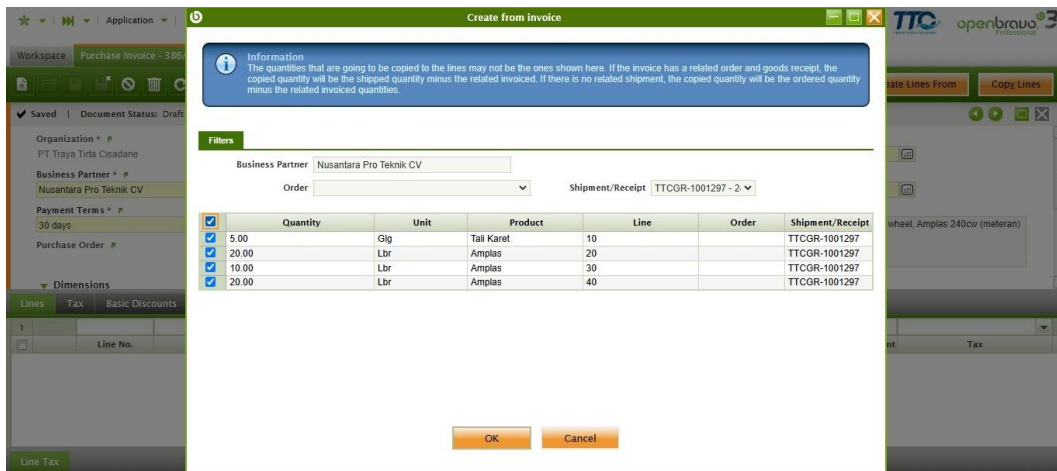 Application
Create from invoice
TTC
openbravo 3
Professional
Workspace
Purchase Invoice - 386
Information
The quantities that are going to be copied to the lines may not be the ones shown here. If the invoice has a related order and goods receipt, the
copied quantity will be the shipped quantity minus the related invoiced. If there is no related shipment, the copied quantity will be the ordered quantity
minus the related invoiced quantities.
eate Lines From
Copy Lines
Saved | Document Status: Draft
Organization *
PT Traya Tirta Cisadane
Business Partner *
Nusantara Pro Teknik CV
Payment Terms *
30 days
Purchase Order
Dimensions
Filters
Business Partner Nusantara Pro Teknik CV
Order
Shipment/Receipt TTCGR-1001297 - 2
wheel, Amplas 240cw (meteran)
Quantity Unit Product Line Order Shipment/Receipt
5.00 Glg Tali Karet 10 TTCGR-1001297
20.00 Lbr Amplas 20 TTCGR-1001297
10.00 Lbr Amplas 30 TTCGR-1001297
20.00 Lbr Amplas 40 TTCGR-1001297
Lines Tax Basic Discounts
1
Line No.
nt
Tax
OK Cancel
Line Tax